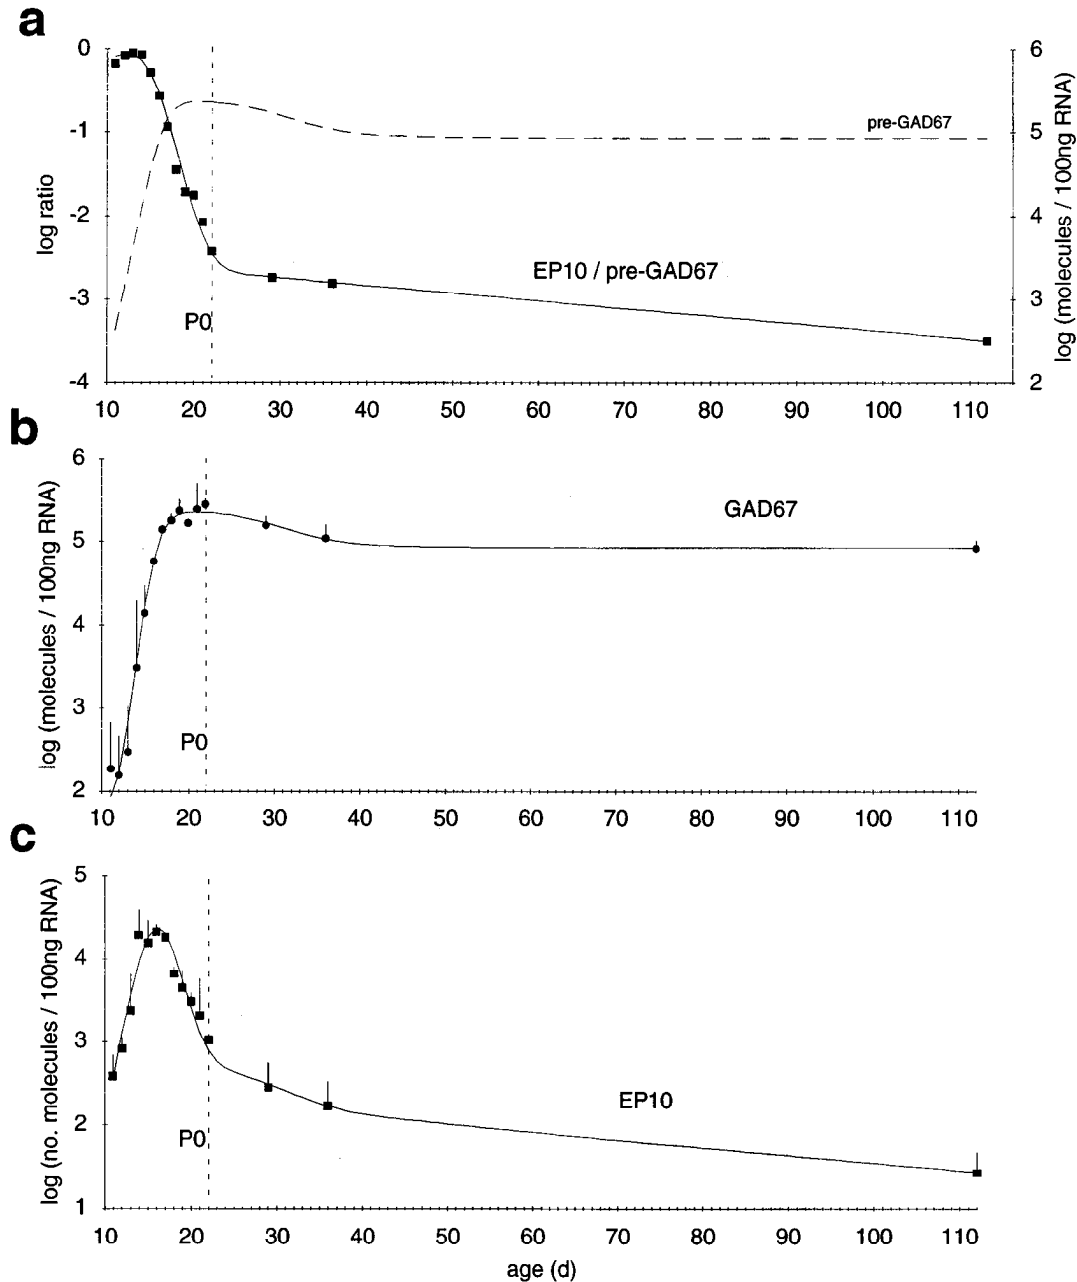 a
0
-1
-2
-3
-4
log ratio
6
5
4
3
2
log (molecules / 100ng RNA)
pre-GAD67
EP10 / pre-GAD67
P0
10 20 30 40 50 60 70 80 90 100 110
b
6
5
4
3
2
log (molecules / 100ng RNA)
GAD67
P0
10 20 30 40 50 60 70 80 90 100 110
c
5
4
3
2
1
log (no. molecules / 100ng RNA)
EP10
P0
10 20 30 40 50 60 70 80 90 100 110
age (d)